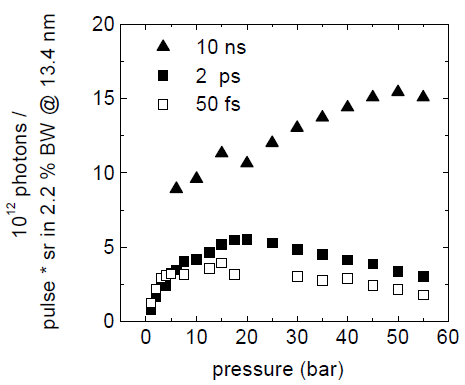 20
15
10
5
0
10 ns
2 ps
50 fs
10¹² photons /
pulse * sr in 2.2 % BW @ 13.4 nm
0 10 20 30 40 50 60
pressure (bar)